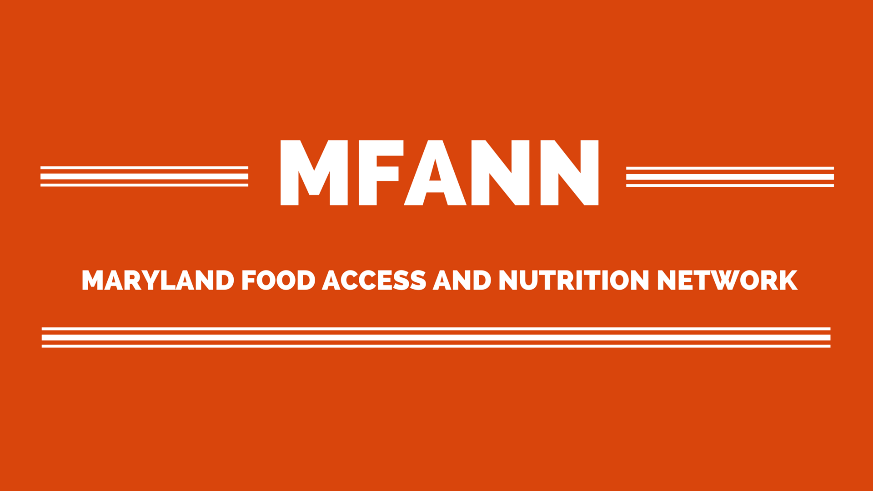 MFANN
MARYLAND FOOD ACCESS AND NUTRITION NETWORK